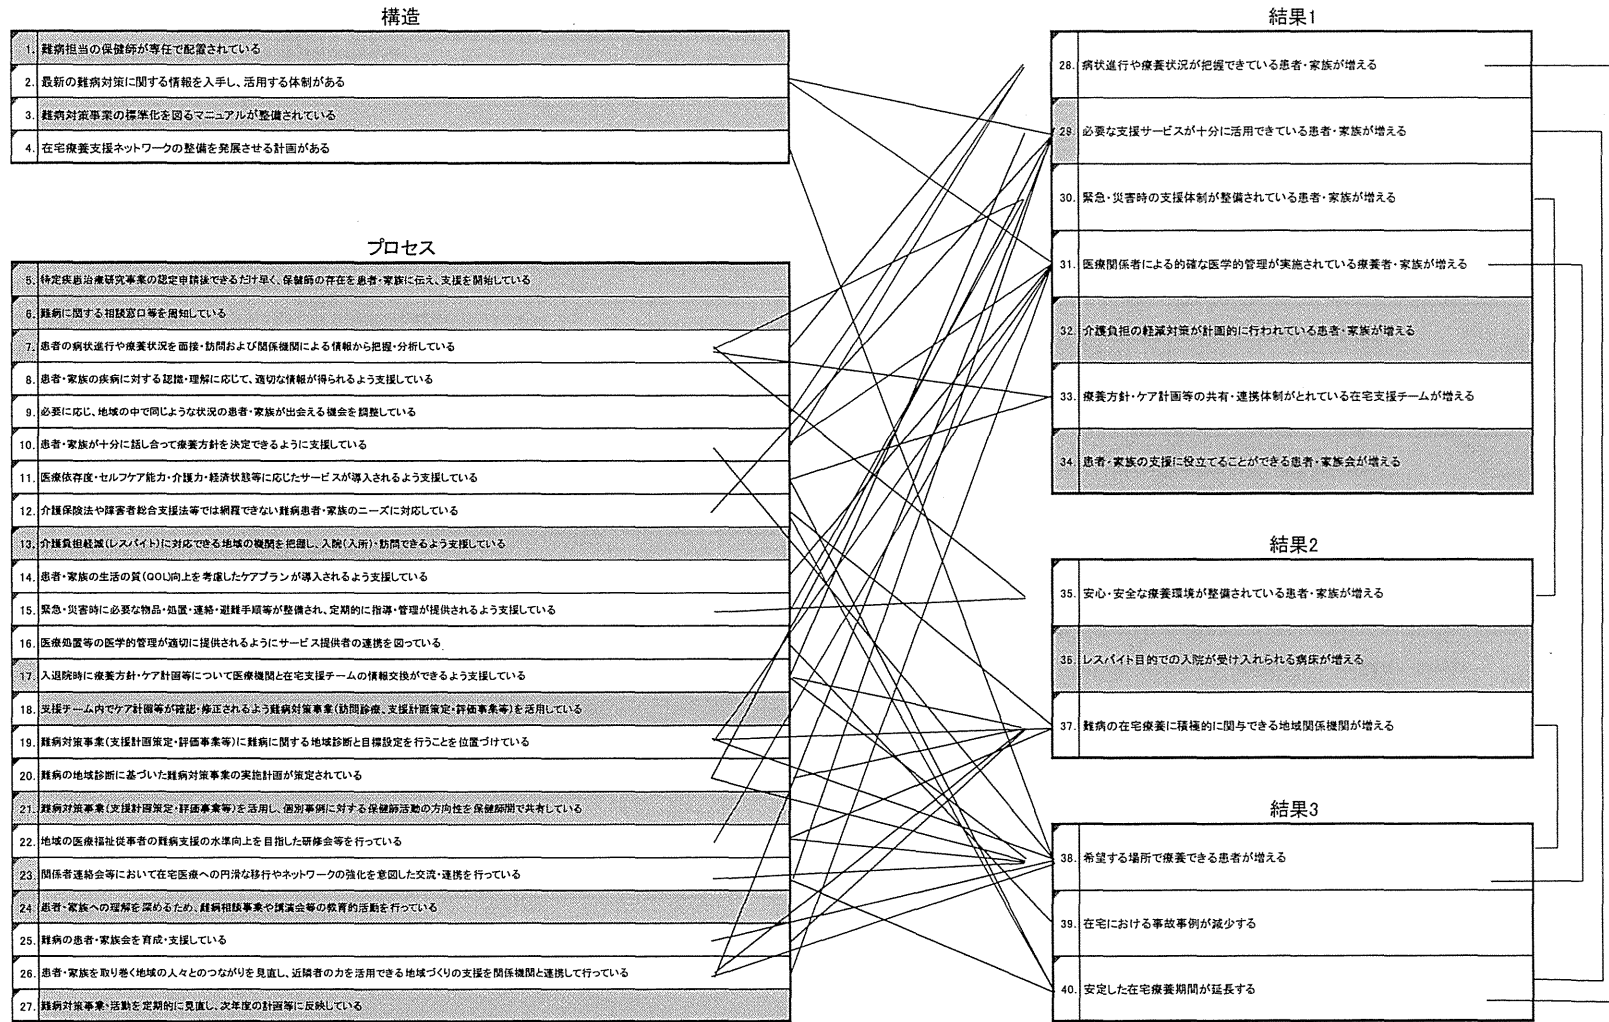 構造
1. 難病担当の保健師が専任で配置されている
2. 最新の難病対策に関する情報を入手し、活用する体制がある
3. 難病対策事業の標準化を図るマニュアルが整備されている
4. 在宅療養支援ネットワークの整備を発展させる計画がある
プロセス
5. 特定疾患治療研究事業の認定申請後できるだけ早く、保健師の存在を患者・家族に伝え、支援を開始している
6. 難病に関する相談窓口等を周知している
7. 患者の病状進行や療養状況を面接・訪問および関係機関による情報から把握・分析している
8. 患者・家族の疾病に対する認識・理解に応じて、適切な情報が得られるよう支援している
9. 必要に応じ、地域の中で同じような状況の患者・家族が出会える機会を調整している
10. 患者・家族が十分に話し合って療養方針を決定できるように支援している
11. 医療依存度・セルフケア能力・介護力・経済状態等に応じたサービスが導入されるよう支援している
12. 介護保険法や障害者総合支援法等では網羅できない難病患者・家族のニーズに対応している
13. 介護負担軽減(レスパイト)に対応できる地域の機関を把握し、入院(入所)・訪問できるよう支援している
14. 患者・家族の生活の質(QOL)向上を考慮したケアプランが導入されるよう支援している
15. 緊急・災害時に必要な物品・処置・連絡・避難手順等が整備され、定期的に指導・管理が提供されるよう支援している
16. 医療処置等の医学的管理が適切に提供されるようにサービス提供者の連携を図っている
17. 入退院時に療養方針・ケア計画等について医療機関と在宅支援チームの情報交換ができるよう支援している
18. 支援チーム内でケア計画等が確認・修正されるよう難病対策事業(訪問診療、支援計画策定・評価事業等)を活用している
19. 難病対策事業(支援計画策定・評価事業等)に難病に関する地域診断と目標設定を行うことを位置づけている
20. 難病の地域診断に基づいた難病対策事業の実施計画が策定されている
21. 難病対策事業(支援計画策定・評価事業等)を活用し、個別事例に対する保健師活動の方向性を保健師間で共有している
22. 地域の医療福祉従事者の難病支援の水準向上を目指した研修会等を行っている
23. 関係者連絡会等において在宅医療への円滑な移行やネットワークの強化を意図した交流・連携を行っている
24. 患者・家族への理解を深めるため、難病相談事業や講演会等の教育的活動を行っている
25. 難病の患者・家族会を育成・支援している
26. 患者・家族を取り巻く地域の人々とのつながりを見直し、近隣者の力を活用できる地域づくりの支援を関係機関と連携して行っている
27. 難病対策事業・活動を定期的に見直し、次年度の計画等に反映している
結果1
28. 病状進行や療養状況が把握できている患者・家族が増える
29. 必要な支援サービスが十分に活用できている患者・家族が増える
30. 緊急・災害時の支援体制が整備されている患者・家族が増える
31. 医療関係者による的確な医学的管理が実施されている療養者・家族が増える
32. 介護負担の軽減対策が計画的に行われている患者・家族が増える
33. 療養方針・ケア計画等の共有・連携体制がとれている在宅支援チームが増える
34. 患者・家族の支援に役立てることができる患者・家族会が増える
結果2
35. 安心・安全な療養環境が整備されている患者・家族が増える
36. レスパイト目的での入院が受け入れられる病床が増える
37. 難病の在宅療養に積極的に関与できる地域関係機関が増える
結果3
38. 希望する場所で療養できる患者が増える
39. 在宅における事故事例が減少する
40. 安定した在宅療養期間が延長する